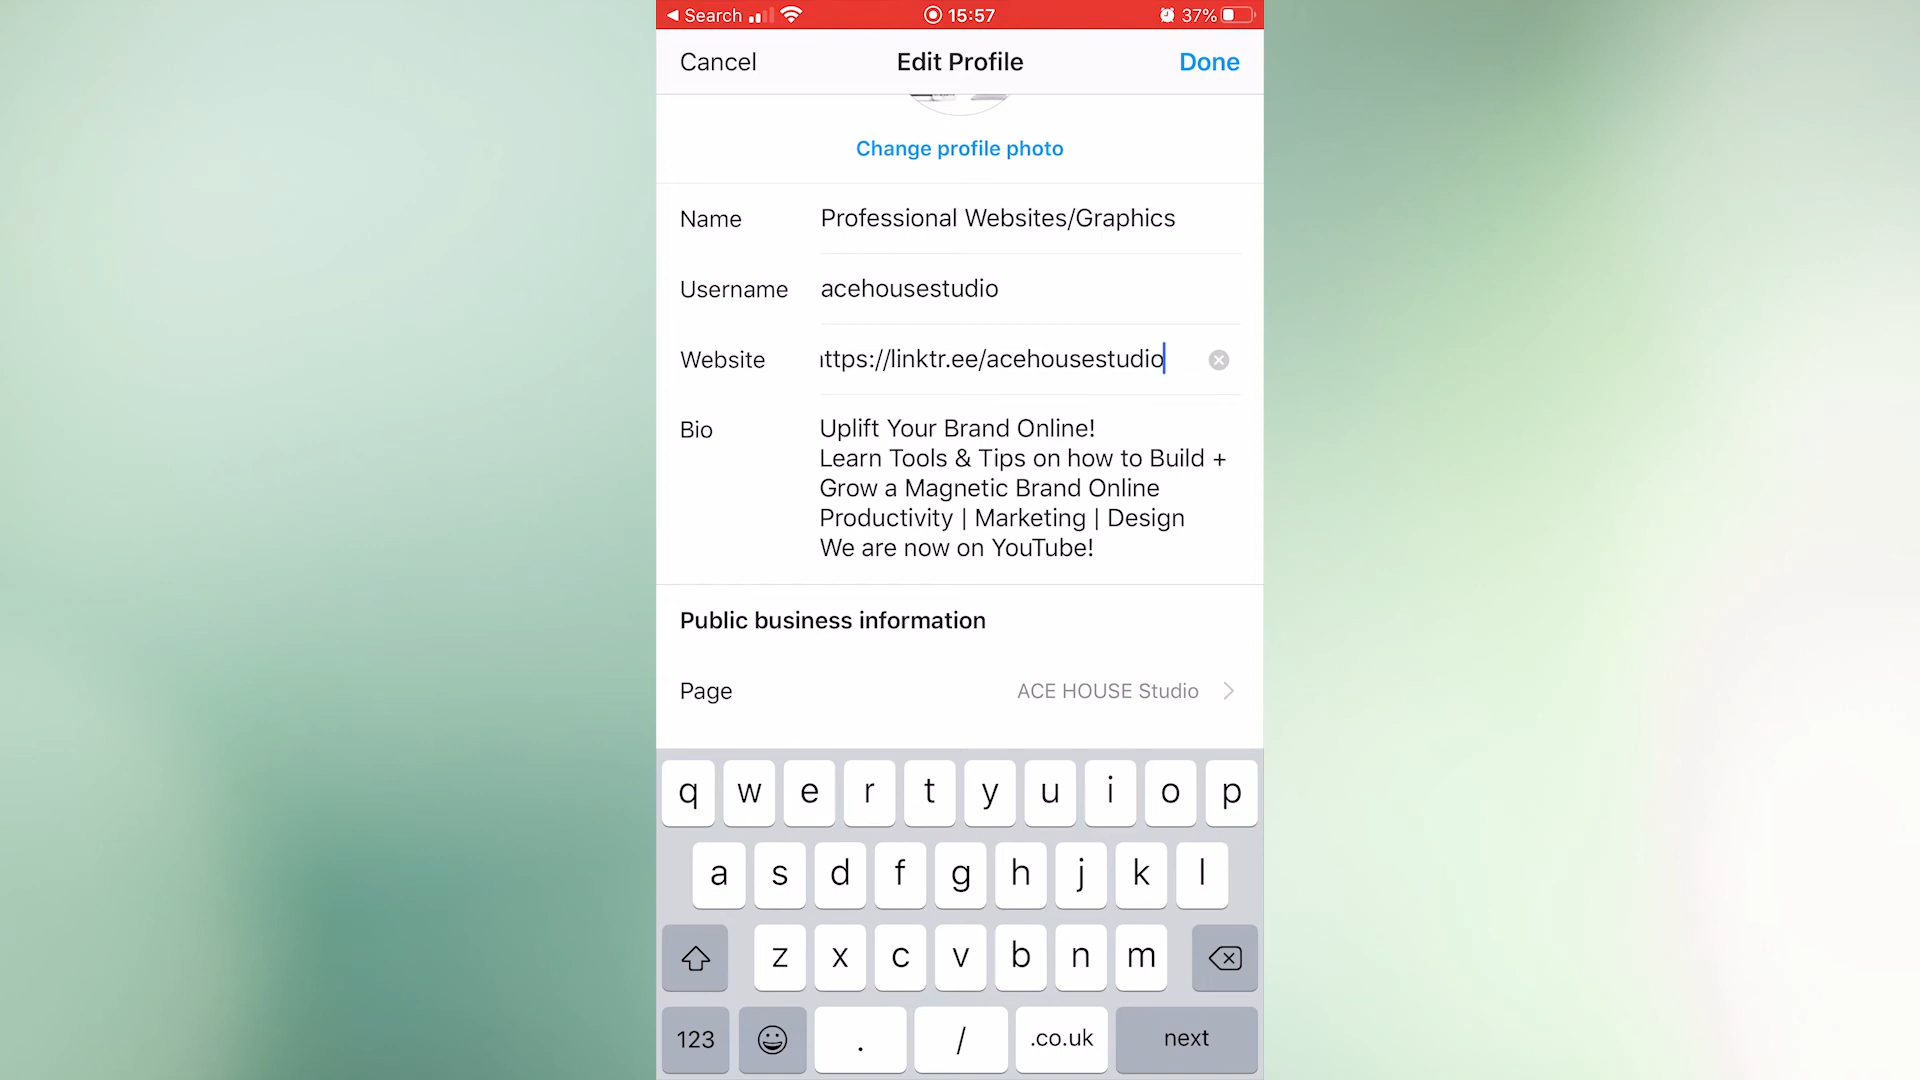 Search 15:57 37%
Cancel Edit Profile Done
Change profile photo
Name Professional Websites/Graphics
Username acehousestudio
Website ttps://linktr.ee/acehousestudio
Bio Uplift Your Brand Online!
Learn Tools & Tips on how to Build +
Grow a Magnetic Brand Online
Productivity | Marketing | Design
We are now on YouTube!
Public business information
Page ACE HOUSE Studio
q w e r t y u i o p
a s d f g h j k l
z x c v b n m
123 . / .co.uk next